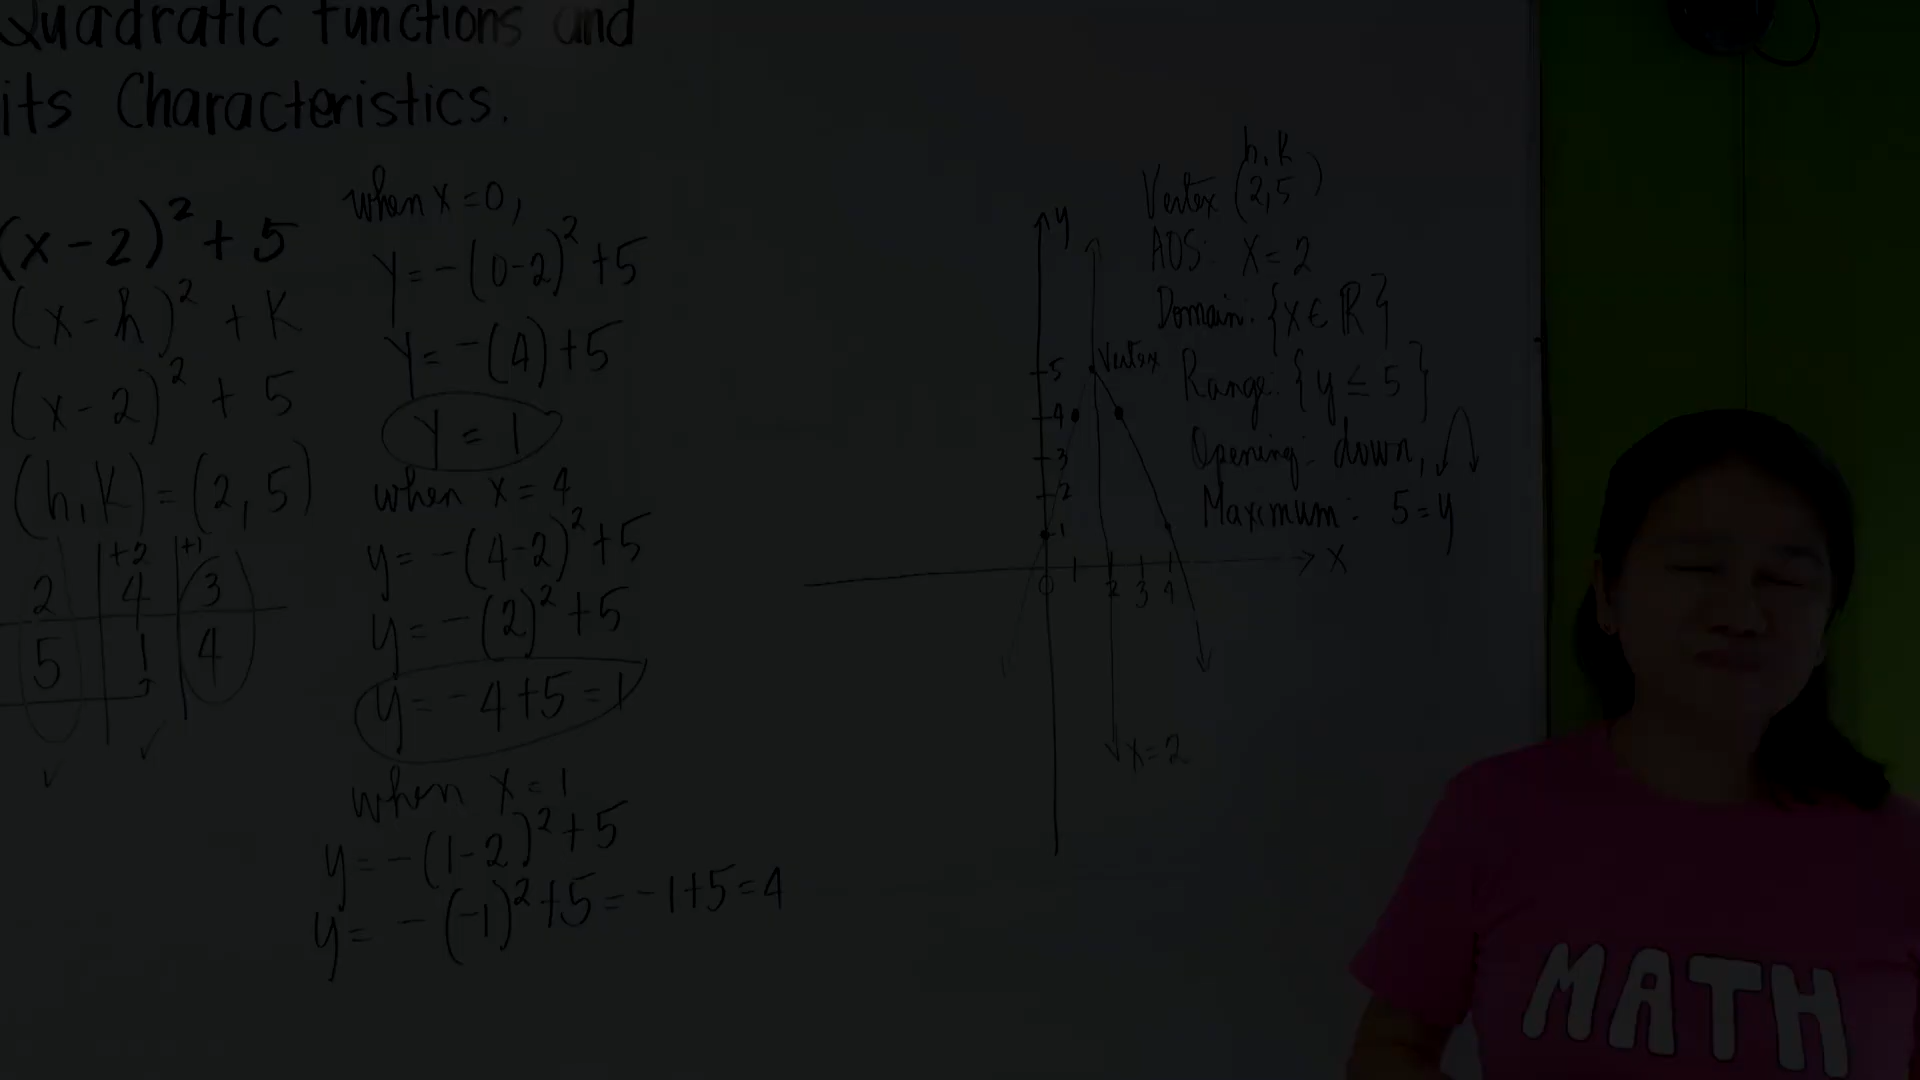 Quadratic functions and
its Characteristics.
(x-2)² + 5
(x-h)² + K
(x-2)² + 5
(h,K) = (2,5)
+2 +1
2 4 3
5 1 4
when x = 0,
y = -(0-2)² + 5
y = -(4) + 5
y = 1
when x = 4
y = -(4-2)² + 5
y = -(2)² + 5
y = -4+5 = 1
when x = 1
y = -(1-2)² + 5
y = -(-1)² + 5 = -1+5 = 4
y
5
4
3
2
1
Vertex
0 2 3 4
x
x = 2
h, K
Vertex (2,5)
AOS: X = 2
Domain: {x ∈ ℝ}
Range: {y ≤ 5}
Opening: down,
Maximum: 5 = y
MATH